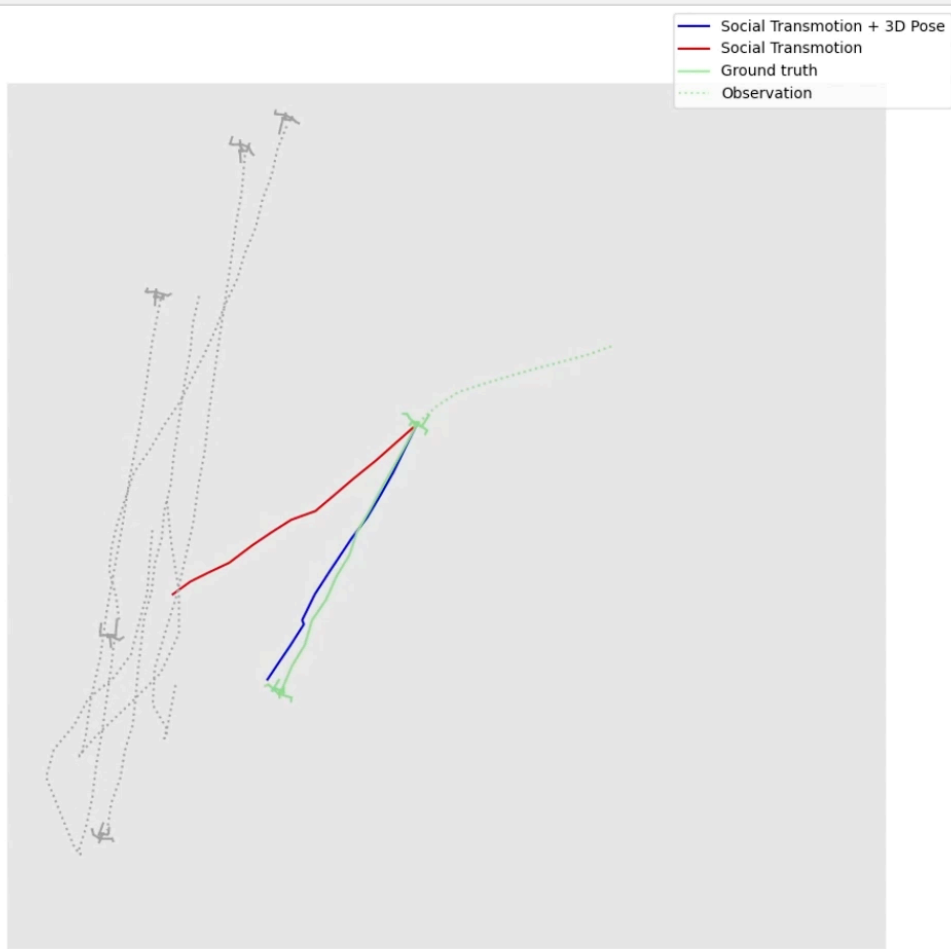 Social Transmotion + 3D Pose
Social Transmotion
Ground truth
Observation